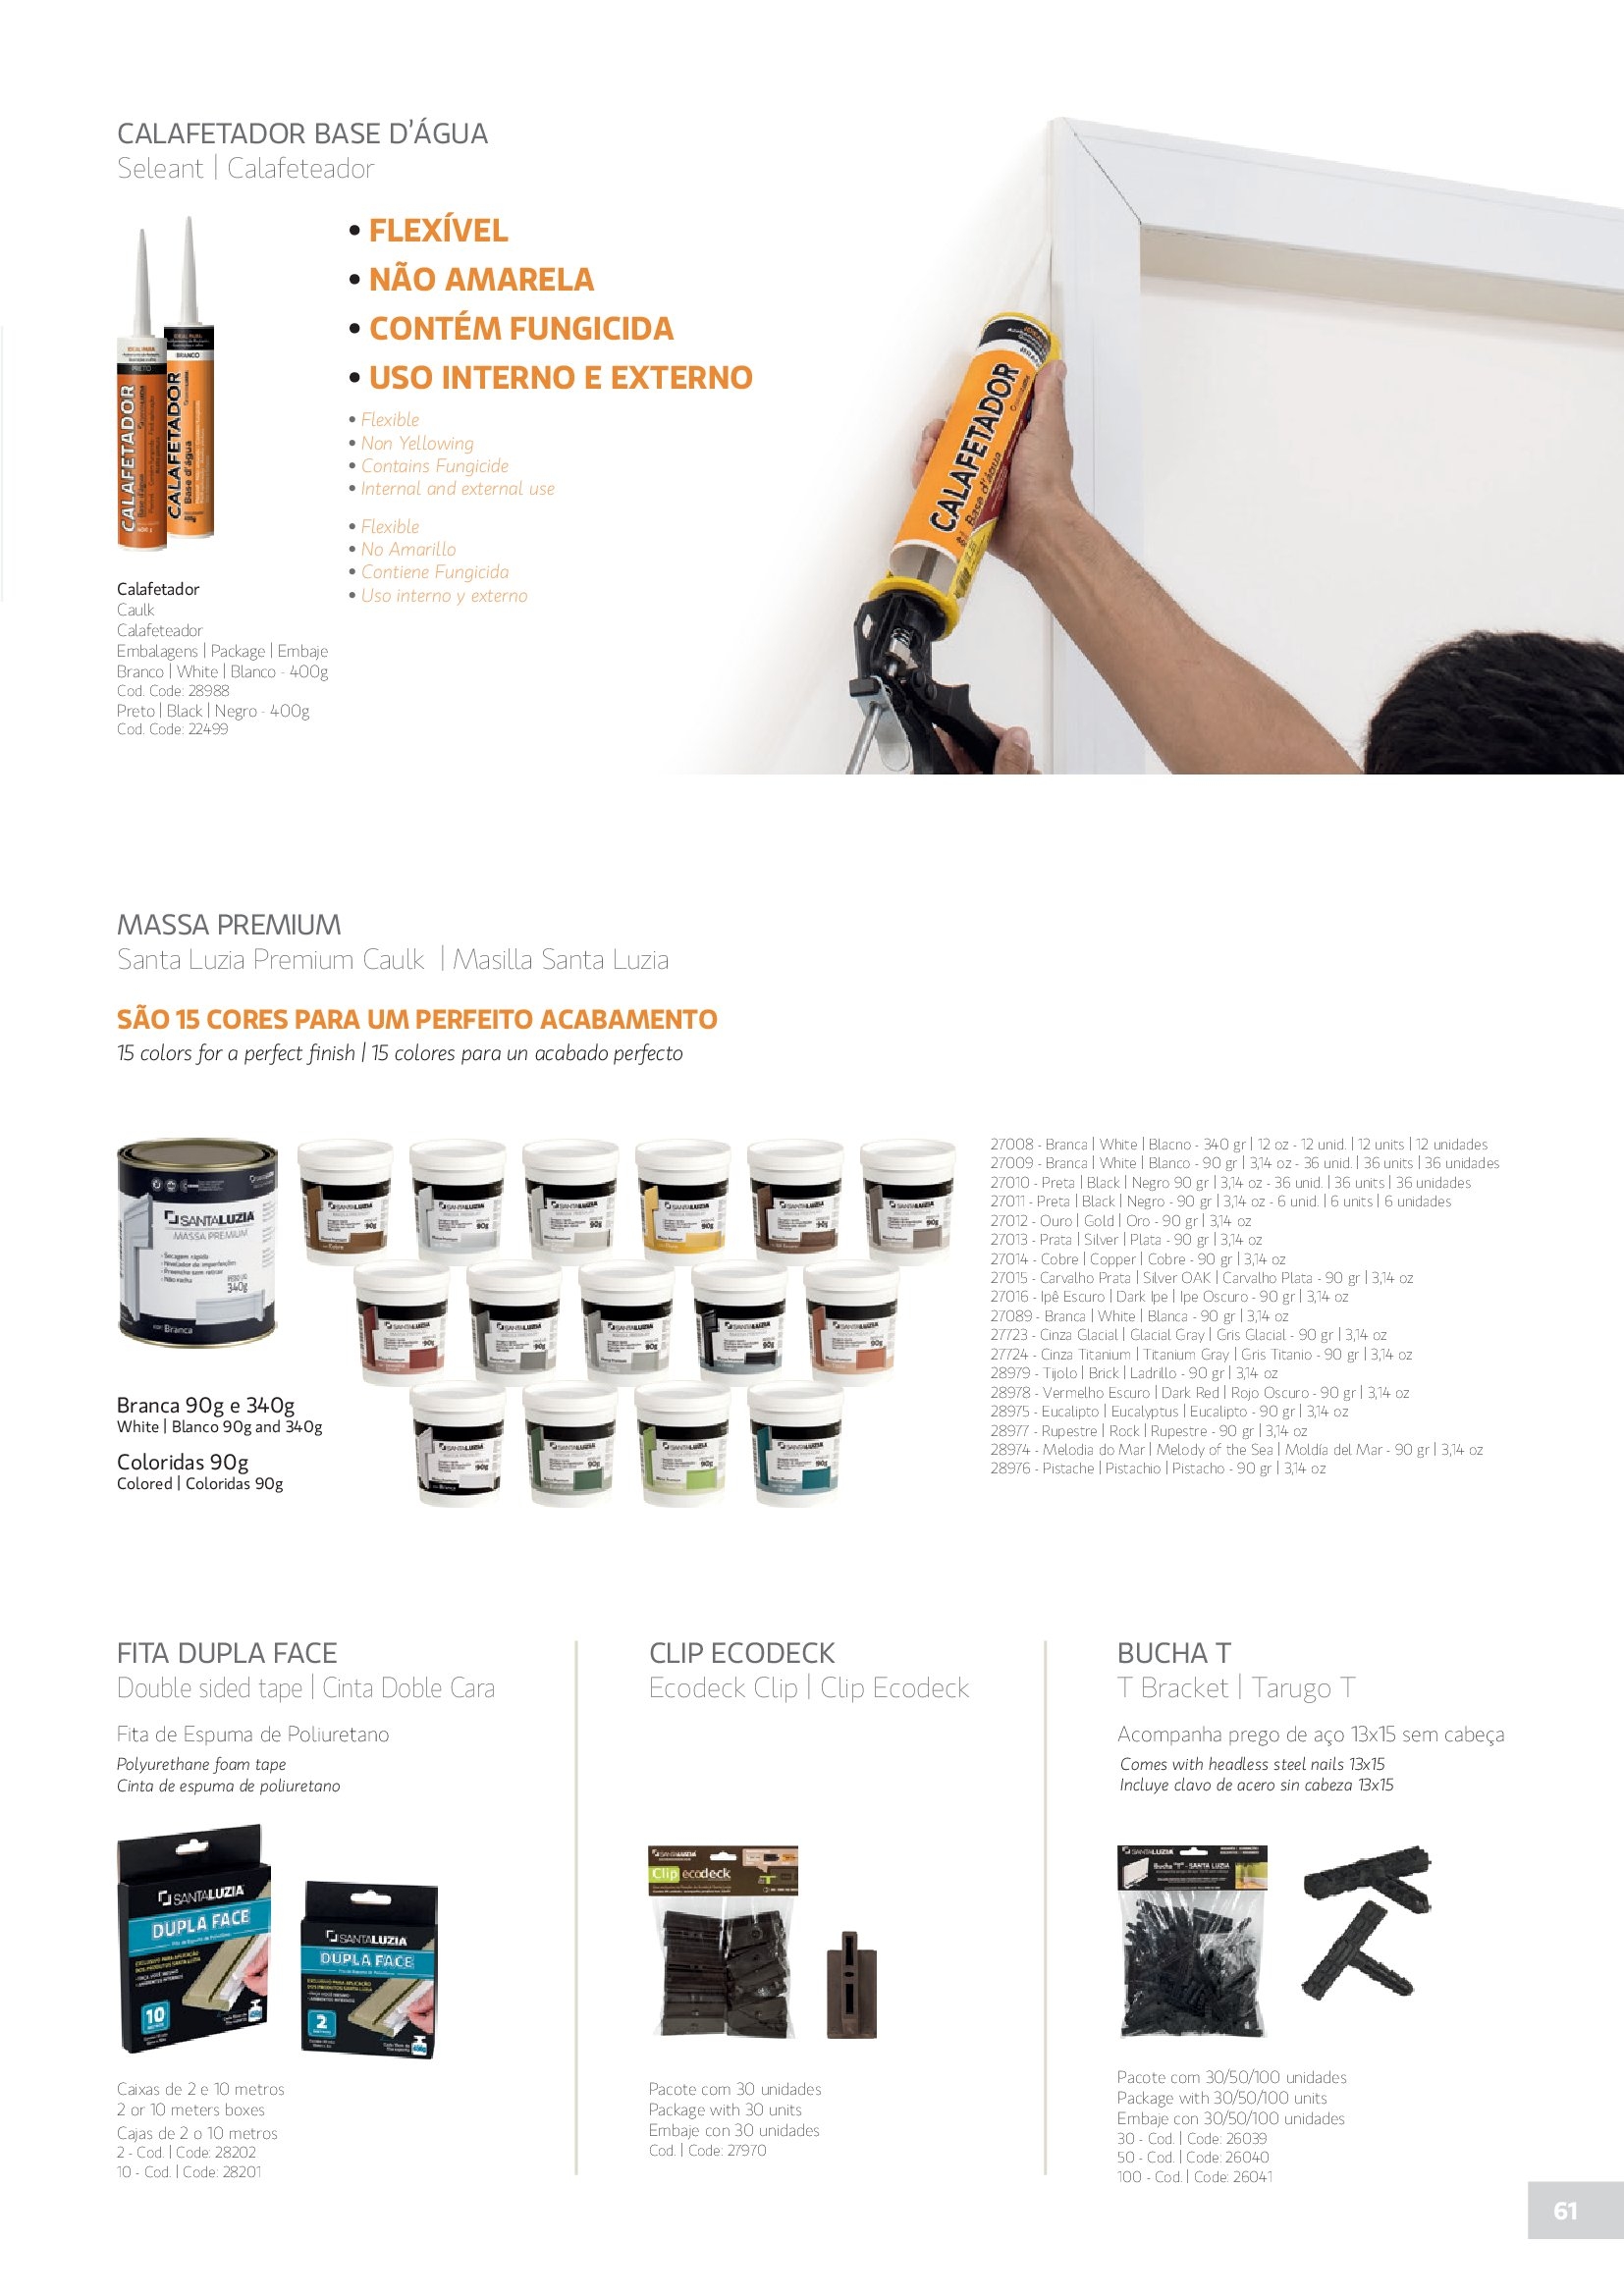 CALAFETADOR BASE D'ÁGUA
Seleant | Calafeteador
• FLEXÍVEL
• NÃO AMARELA
• CONTÉM FUNGICIDA
• USO INTERNO E EXTERNO
• Flexible
• Non Yellowing
• Contains Fungicide
• Internal and external use
• Flexible
• No Amarillo
• Contiene Fungicida
• Uso interno y externo
PRETO
CALAFETADOR
Base d'água
BRANCO
CALAFETADOR
Base d'água
CALAFETADOR
Base d'água
Calafetador
Caulk
Calafeteador
Embalagens | Package | Embaje
Branco | White | Blanco - 400g
Cod. Code: 28988
Preto | Black | Negro - 400g
Cod. Code: 22499
MASSA PREMIUM
Santa Luzia Premium Caulk | Masilla Santa Luzia
SÃO 15 CORES PARA UM PERFEITO ACABAMENTO
15 colors for a perfect finish | 15 colores para un acabado perfecto
SANTALUZIA
MASSA PREMIUM
340g
Branca
Branca 90g e 340g
White | Blanco 90g and 340g
Coloridas 90g
Colored | Coloridas 90g
27008 - Branca | White | Blacno - 340 gr | 12 oz - 12 unid. | 12 units | 12 unidades
27009 - Branca | White | Blanco - 90 gr | 3,14 oz - 36 unid. | 36 units | 36 unidades
27010 - Preta | Black | Negro 90 gr | 3,14 oz - 36 unid. | 36 units | 36 unidades
27011 - Preta | Black | Negro - 90 gr | 3,14 oz - 6 unid. | 6 units | 6 unidades
27012 - Ouro | Gold | Oro - 90 gr | 3,14 oz
27013 - Prata | Silver | Plata - 90 gr | 3,14 oz
27014 - Cobre | Copper | Cobre - 90 gr | 3,14 oz
27015 - Carvalho Prata | Silver OAK | Carvalho Plata - 90 gr | 3,14 oz
27016 - Ipê Escuro | Dark Ipe | Ipe Oscuro - 90 gr | 3,14 oz
27089 - Branca | White | Blanca - 90 gr | 3,14 oz
27723 - Cinza Glacial | Glacial Gray | Gris Glacial - 90 gr | 3,14 oz
27724 - Cinza Titanium | Titanium Gray | Gris Titanio - 90 gr | 3,14 oz
28979 - Tijolo | Brick | Ladrillo - 90 gr | 3,14 oz
28978 - Vermelho Escuro | Dark Red | Rojo Oscuro - 90 gr | 3,14 oz
28975 - Eucalipto | Eucalyptus | Eucalipto - 90 gr | 3,14 oz
28977 - Rupestre | Rock | Rupestre - 90 gr | 3,14 oz
28974 - Melodia do Mar | Melody of the Sea | Moldía del Mar - 90 gr | 3,14 oz
28976 - Pistache | Pistachio | Pistacho - 90 gr | 3,14 oz
FITA DUPLA FACE
Double sided tape | Cinta Doble Cara
Fita de Espuma de Poliuretano
Polyurethane foam tape
Cinta de espuma de poliuretano
SANTALUZIA
DUPLA FACE
10
METROS
SANTALUZIA
DUPLA FACE
2
METROS
Caixas de 2 e 10 metros
2 or 10 meters boxes
Cajas de 2 o 10 metros
2 - Cod. | Code: 28202
10 - Cod. | Code: 28201
CLIP ECODECK
Ecodeck Clip | Clip Ecodeck
SANTALUZIA
Clip ecodeck
Pacote com 30 unidades
Package with 30 units
Embaje con 30 unidades
Cod. | Code: 27970
BUCHA T
T Bracket | Tarugo T
Acompanha prego de aço 13x15 sem cabeça
Comes with headless steel nails 13x15
Incluye clavo de acero sin cabeza 13x15
SANTALUZIA
Bucha "T" - SANTA LUZIA
Pacote com 30/50/100 unidades
Package with 30/50/100 units
Embaje con 30/50/100 unidades
30 - Cod. | Code: 26039
50 - Cod. | Code: 26040
100 - Cod. | Code: 26041
61